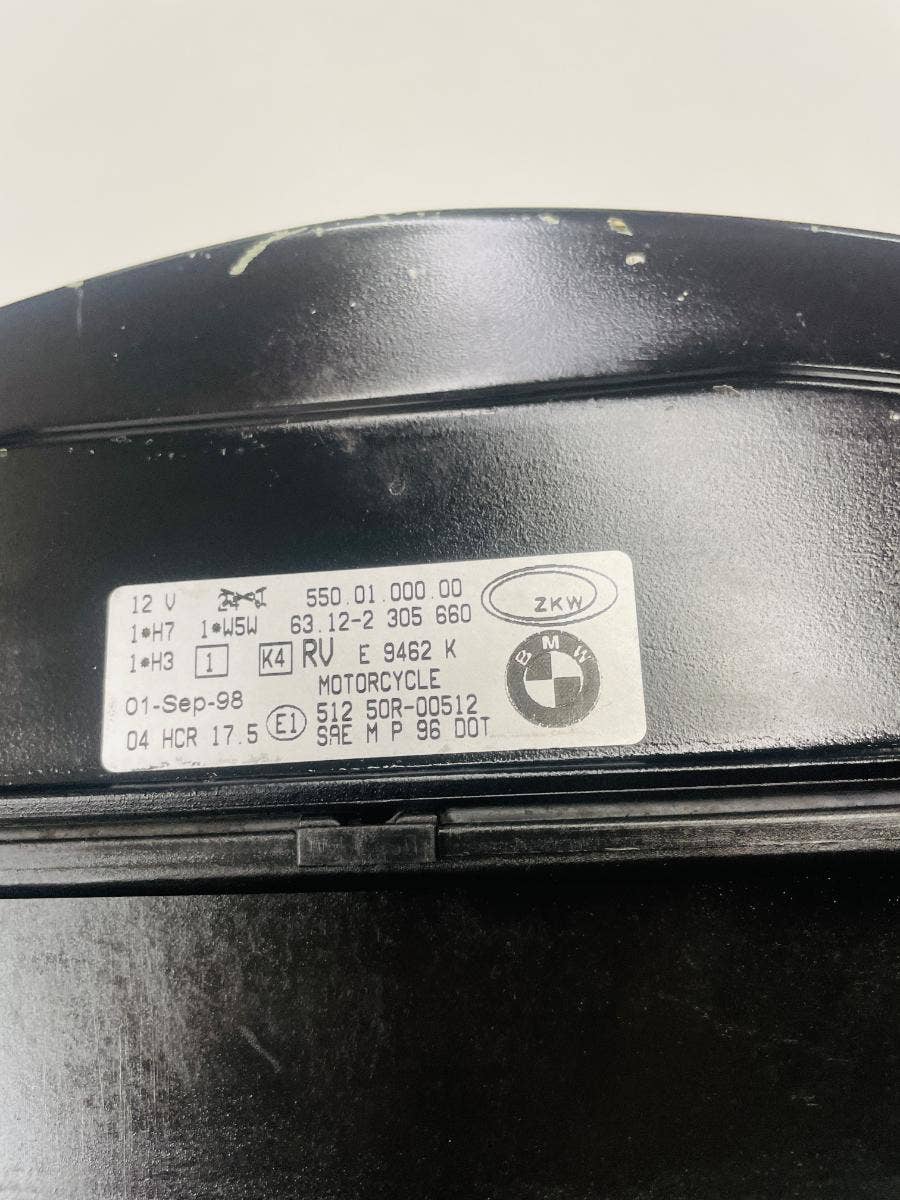 12 V 24 V 550.01.000.00 ZKW
1*H7 1*W5W 63.12-2 305 660
1*H3 1 K4 RV E 9462 K BMW
MOTORCYCLE
01-Sep-98 E1 512 50R-00512
04 HCR 17.5 SAE M P 96 DOT